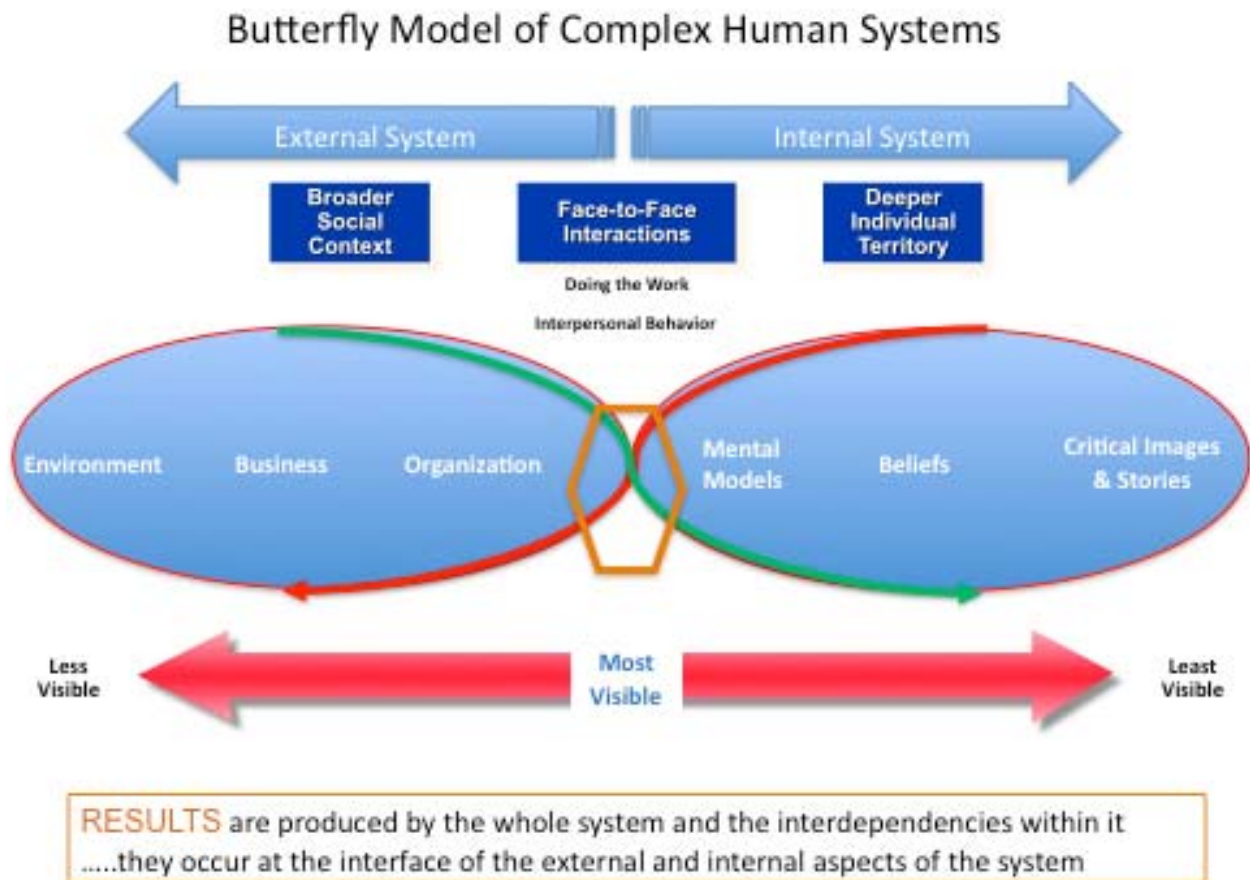 Butterfly Model of Complex Human Systems
External System
Internal System
Broader
Social
Context
Face-to-Face
Interactions
Deeper
Individual
Territory
Doing the Work
Interpersonal Behavior
Environment
Business
Organization
Mental
Models
Beliefs
Critical Images
& Stories
Less
Visible
Most
Visible
Least
Visible
RESULTS are produced by the whole system and the interdependencies within it
.....they occur at the interface of the external and internal aspects of the system